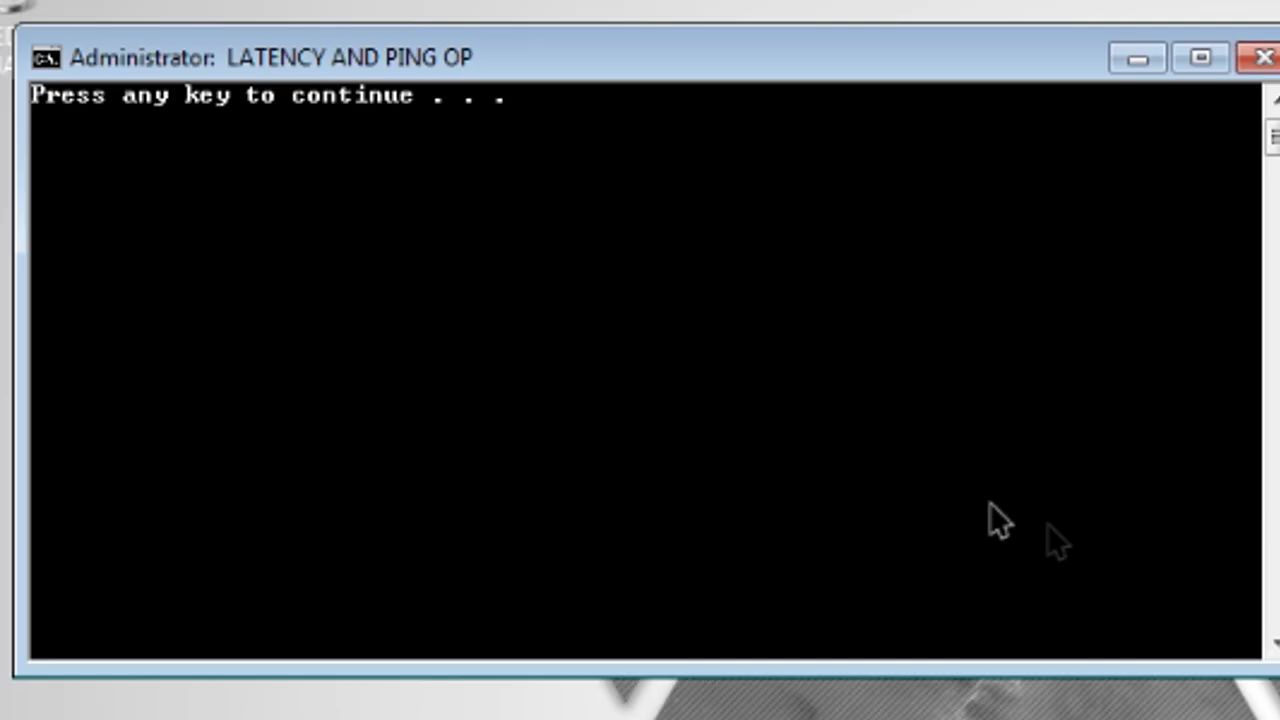 Administrator: LATENCY AND PING OP
Press any key to continue . . .